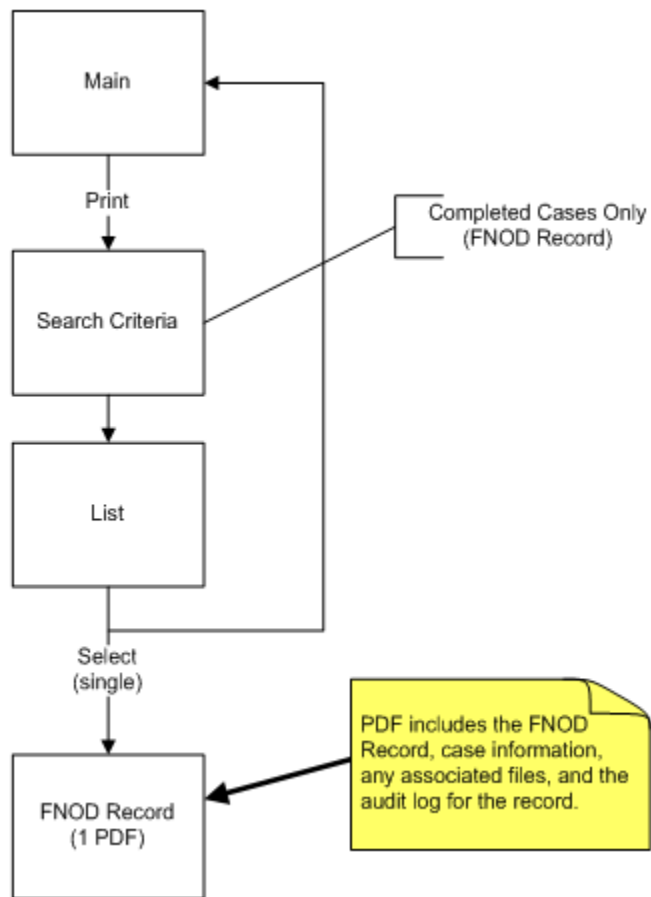 Main
Print
Completed Cases Only
(FNOD Record)
Search Criteria
List
Select
(single)
PDF includes the FNOD
Record, case information,
any associated files, and the
audit log for the record.
FNOD Record
(1 PDF)